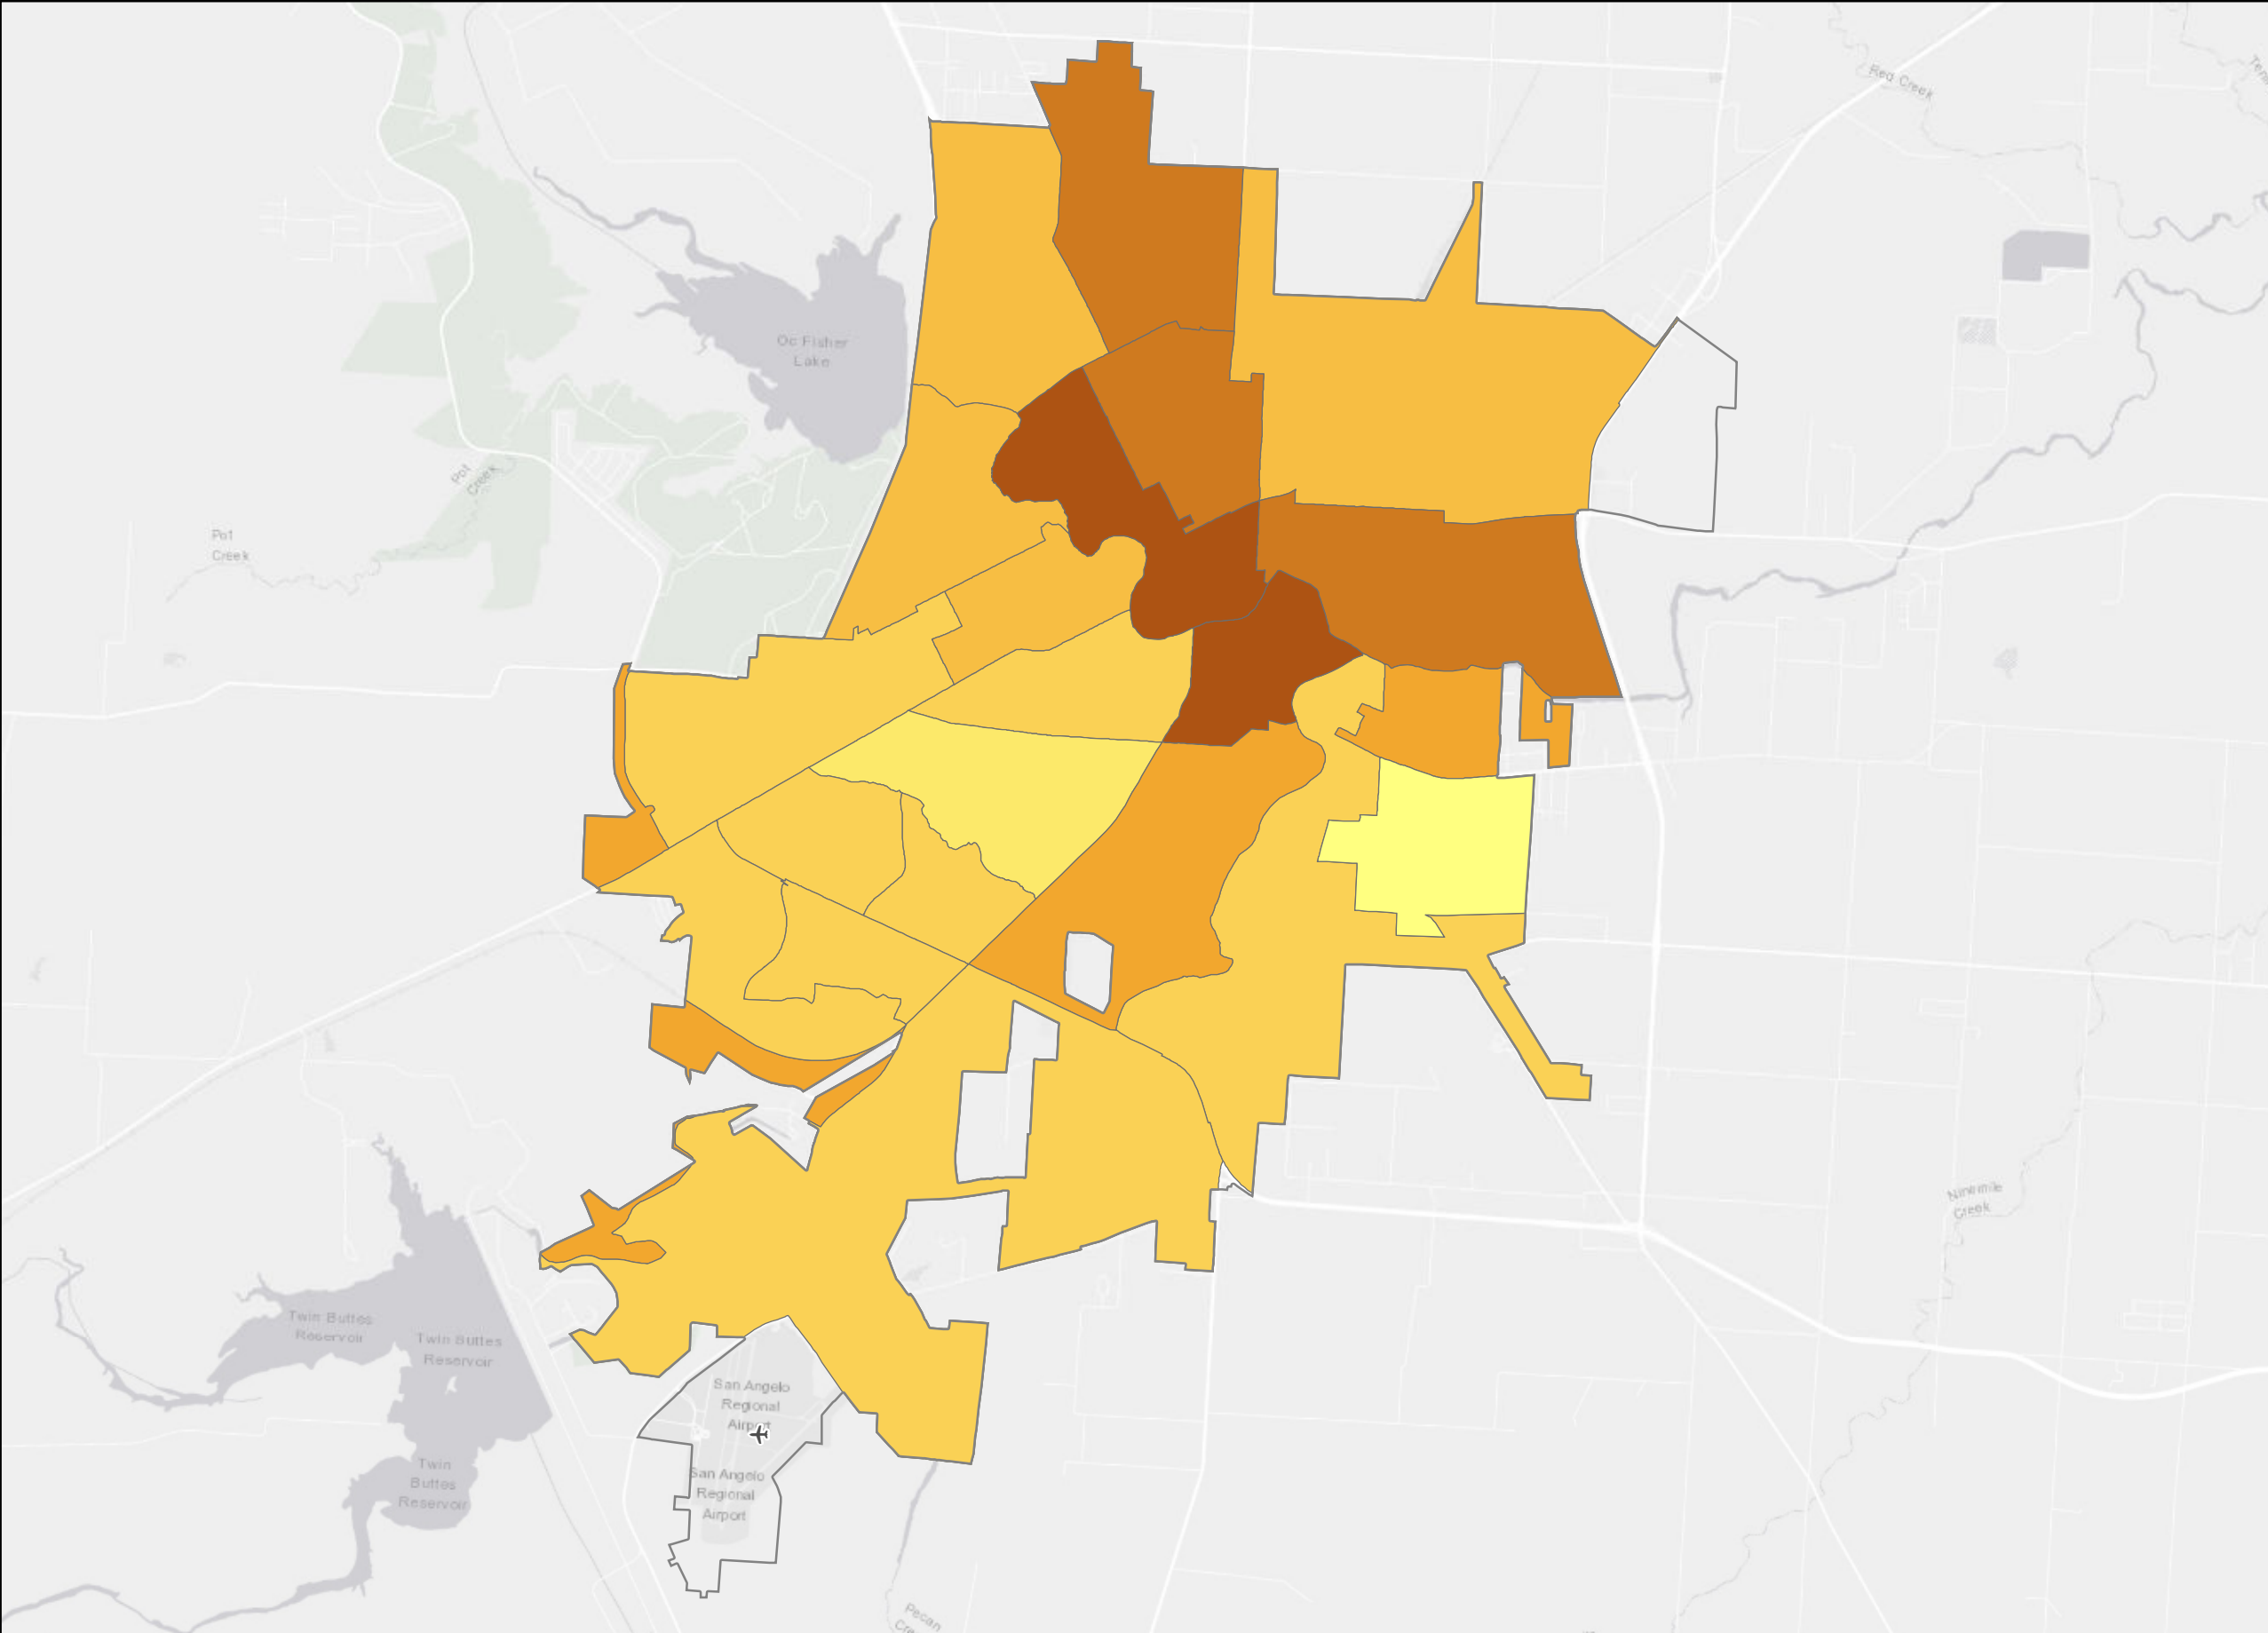 Red Creek
Oc Fisher
Lake
Pot
Creek
Pot
Creek
Ninemile
Creek
Twin Buttes
Reservoir
Twin Buttes
Reservoir
San Angelo
Regional
Airport
Twin
Buttes
Reservoir
San Angelo
Regional
Airport
Pecan